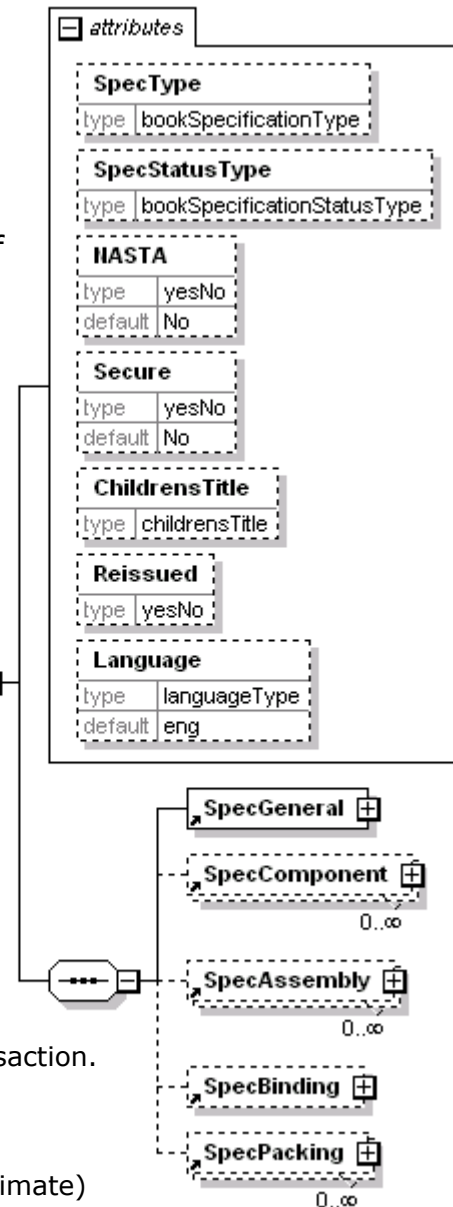 attributes
SpecType
type bookSpecificationType
SpecStatusType
type bookSpecificationStatusType
f
NASTA
type yesNo
default No
Secure
type yesNo
default No
ChildrensTitle
type childrensTitle
Reissued
type yesNo
Language
type languageType
default eng
SpecGeneral
SpecComponent
0..∞
SpecAssembly
0..∞
saction.
SpecBinding
SpecPacking
imate)
0..∞